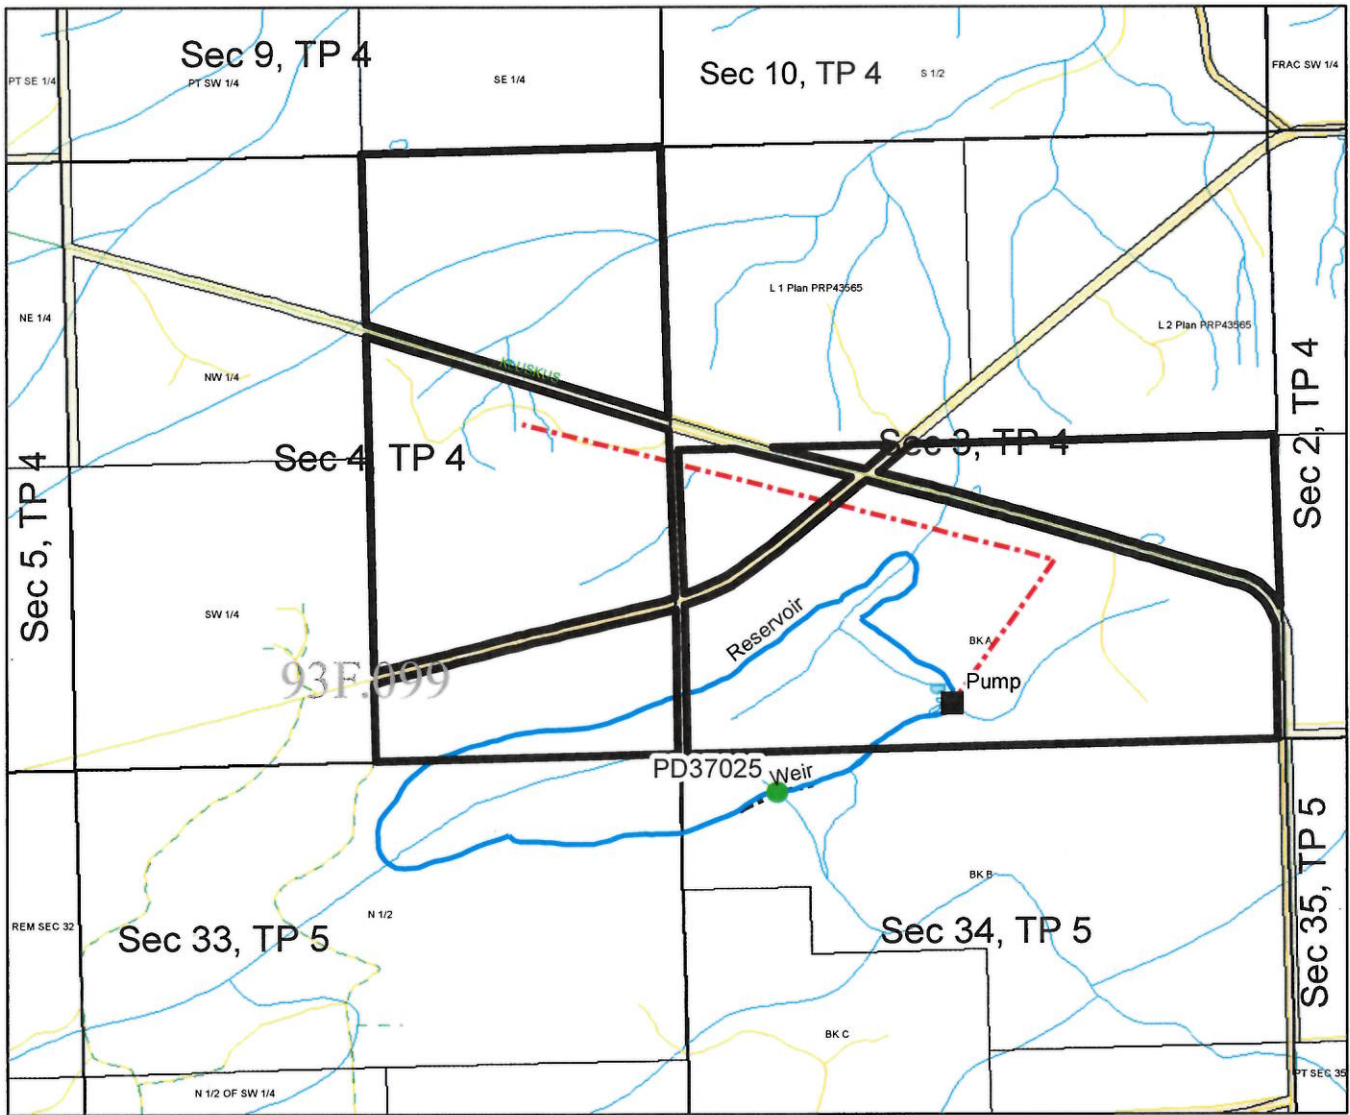 Sec 9, TP 4
Sec 10, TP 4
PT SE 1/4
PT SW 1/4
SE 1/4
S 1/2
FRAC SW 1/4
L 1 Plan PRP43565
NE 1/4
L 2 Plan PRP43565
KLUSKUS
NW 1/4
Sec 2, TP 4
Sec 4, TP 4
Sec 3, TP 4
Sec 5, TP 4
SW 1/4
Reservoir
BK A
93F.099
Pump
PD37025
Weir
BK B
N 1/2
REM SEC 32
Sec 33, TP 5
Sec 34, TP 5
Sec 35, TP 5
BK C
PT SEC 35
N 1/2 OF SW 1/4